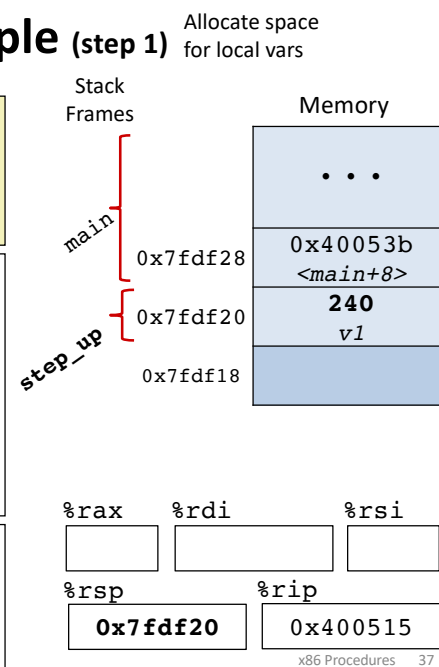 ple (step 1)
Allocate space
for local vars
Stack
Frames
Memory
• • •
main
0x7fdf28
0x40053b
<main+8>
step_up
0x7fdf20
240
v1
0x7fdf18
%rax %rdi %rsi
%rsp %rip
0x7fdf20 0x400515
x86 Procedures 37